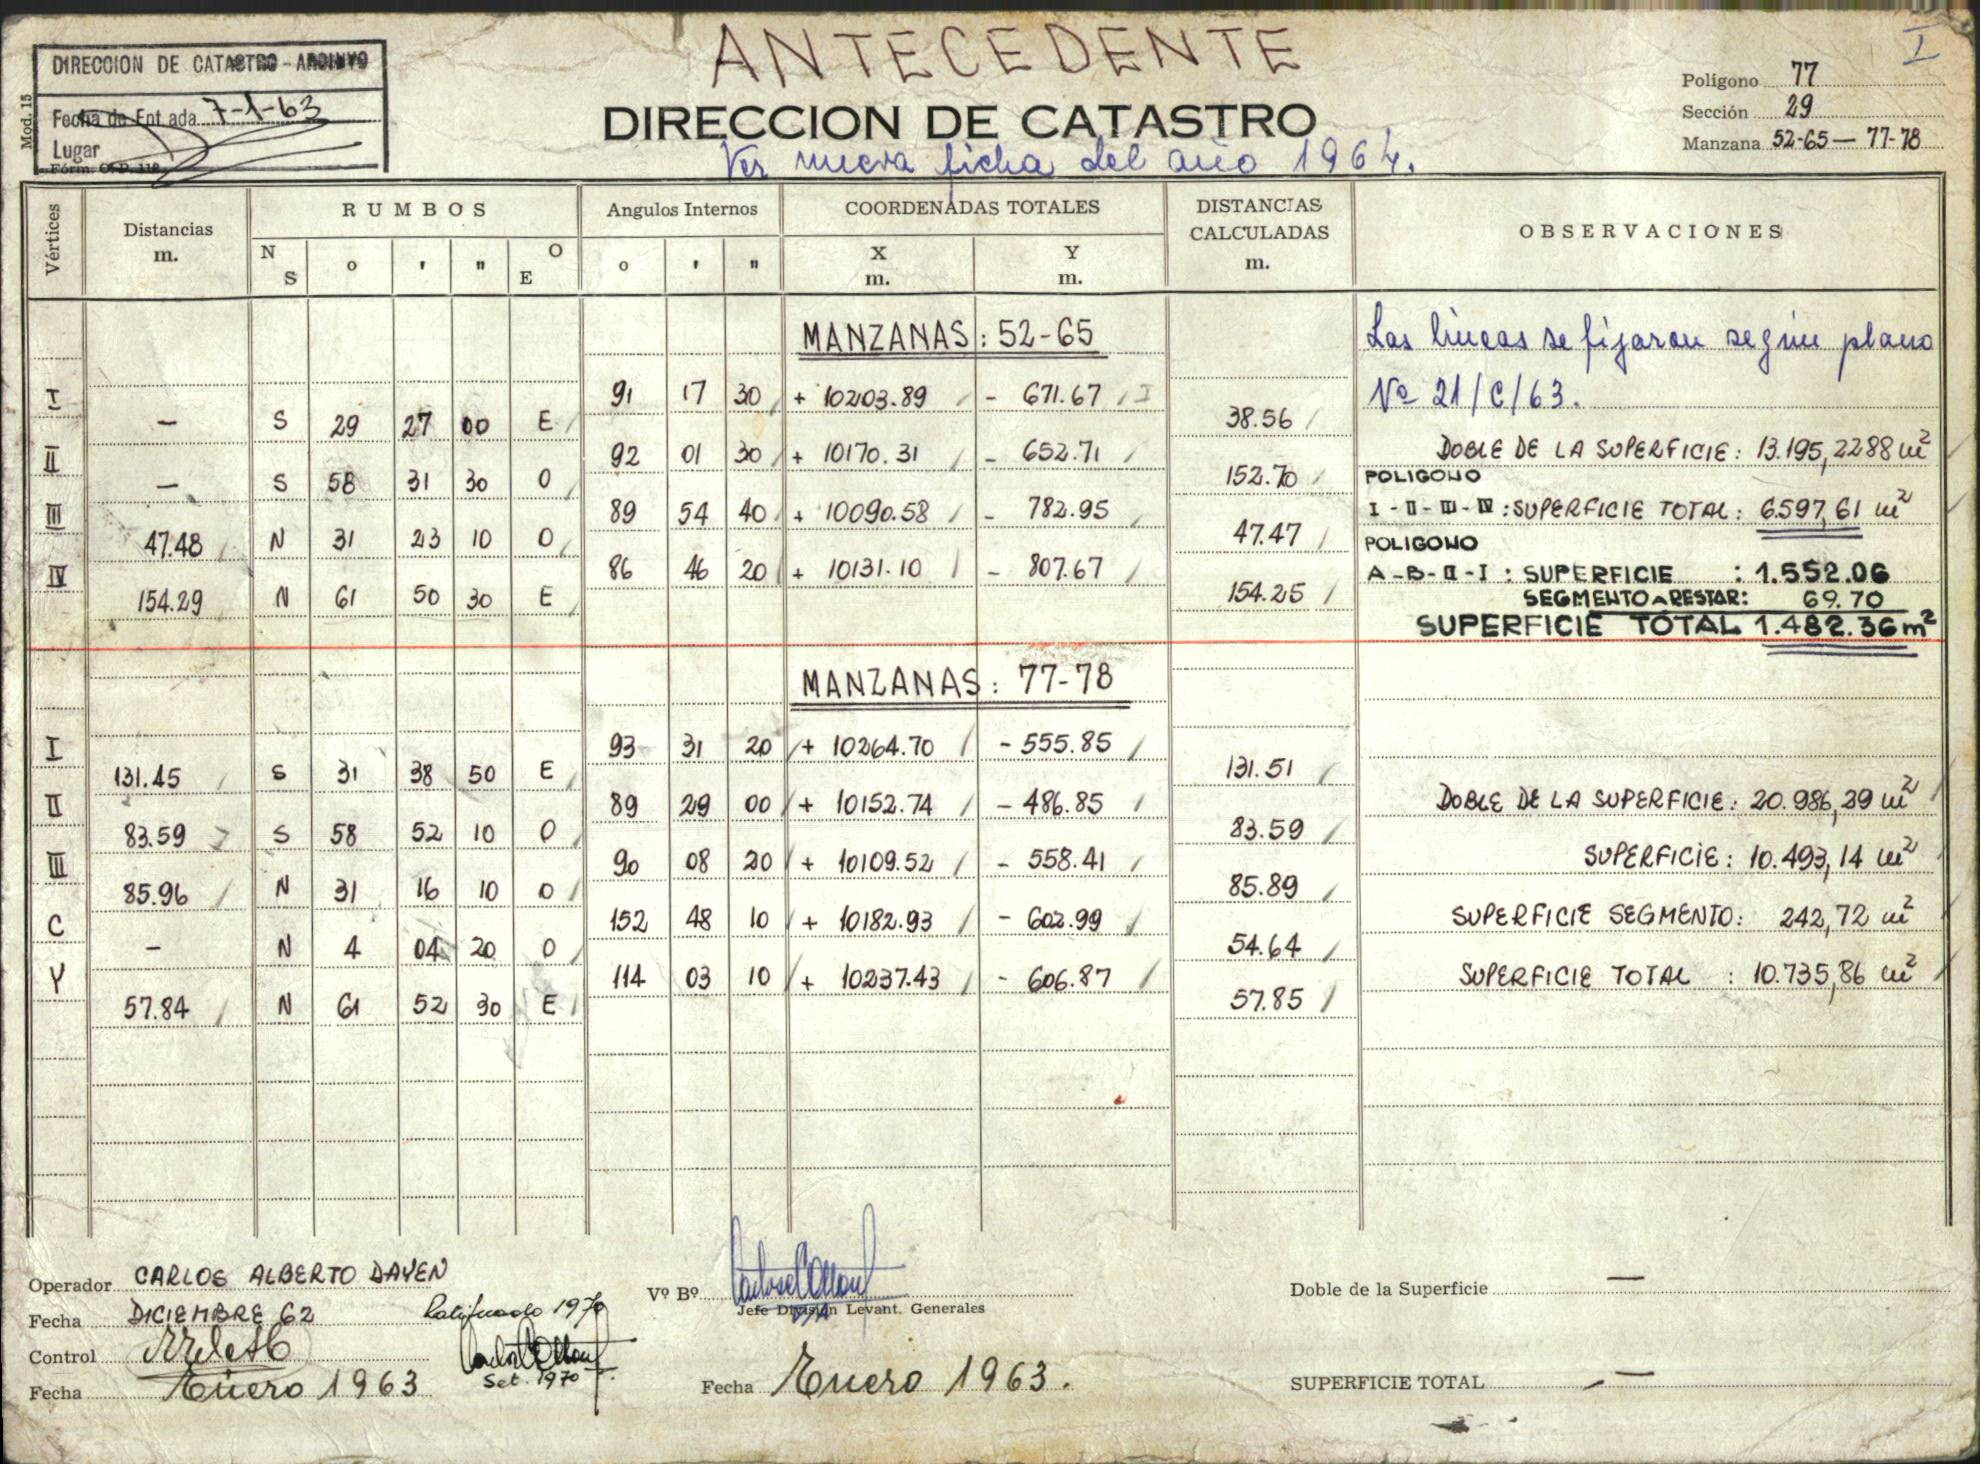 ANTECEDENTE
I
DIRECCION DE CATASTRO - ARCHIVO
Fecha de Ent ada 7-1-63
Lugar
Mod. 15
DIRECCION DE CATASTRO
Ver nueva ficha del año 1964.
Polígono 77
Sección 29
Manzana 52-65 — 77-78
Vértices Distancias m. RUMBOS N S ° ' " O E Angulos Internos ° ' " COORDENADAS TOTALES X m. Y m. DISTANCIAS CALCULADAS m. OBSERVACIONES
MANZANAS: 52-65
Las líneas se fijaron según plano
Nº 21/C/63.
I — S 29 27 00 E 91 17 30 + 10203.89 - 671.67 I 38.56
II — S 58 31 30 O 92 01 30 + 10170.31 - 652.71 152.70
III 47.48 N 31 23 10 O 89 54 40 + 10090.58 - 782.95 47.47
IV 154.29 N 61 50 30 E 86 46 20 + 10131.10 - 807.67 154.25
DOBLE DE LA SUPERFICIE: 13.195,2288 m²
POLIGONO
I-II-III-IV: SUPERFICIE TOTAL: 6.597,61 m²
POLIGONO
A-B-II-I: SUPERFICIE : 1.552.06
SEGMENTO A RESTAR: 69.70
SUPERFICIE TOTAL 1.482.36 m²
MANZANAS: 77-78
I 131.45 S 31 38 50 E 93 31 20 + 10264.70 - 555.85 131.51
II 83.59 S 58 52 10 O 89 29 00 + 10152.74 - 486.85 83.59
III 85.96 N 31 16 10 O 90 08 20 + 10109.52 - 558.41 85.89
C — N 4 04 20 O 152 48 10 + 10182.93 - 602.99 54.64
Y 57.84 N 61 52 30 E 114 03 10 + 10237.43 - 606.87 57.85
DOBLE DE LA SUPERFICIE: 20.986,29 m²
SUPERFICIE: 10.493,14 m²
SUPERFICIE SEGMENTO: 242,72 m²
SUPERFICIE TOTAL : 10.735,86 m²
Operador CARLOS ALBERTO DAYEN
Fecha DICIEMBRE 62
Ratificado 1970
Control
Set. 1970
Fecha Enero 1963
Vº Bº
Jefe División Levant. Generales
Fecha Enero 1963.
Doble de la Superficie —
SUPERFICIE TOTAL —